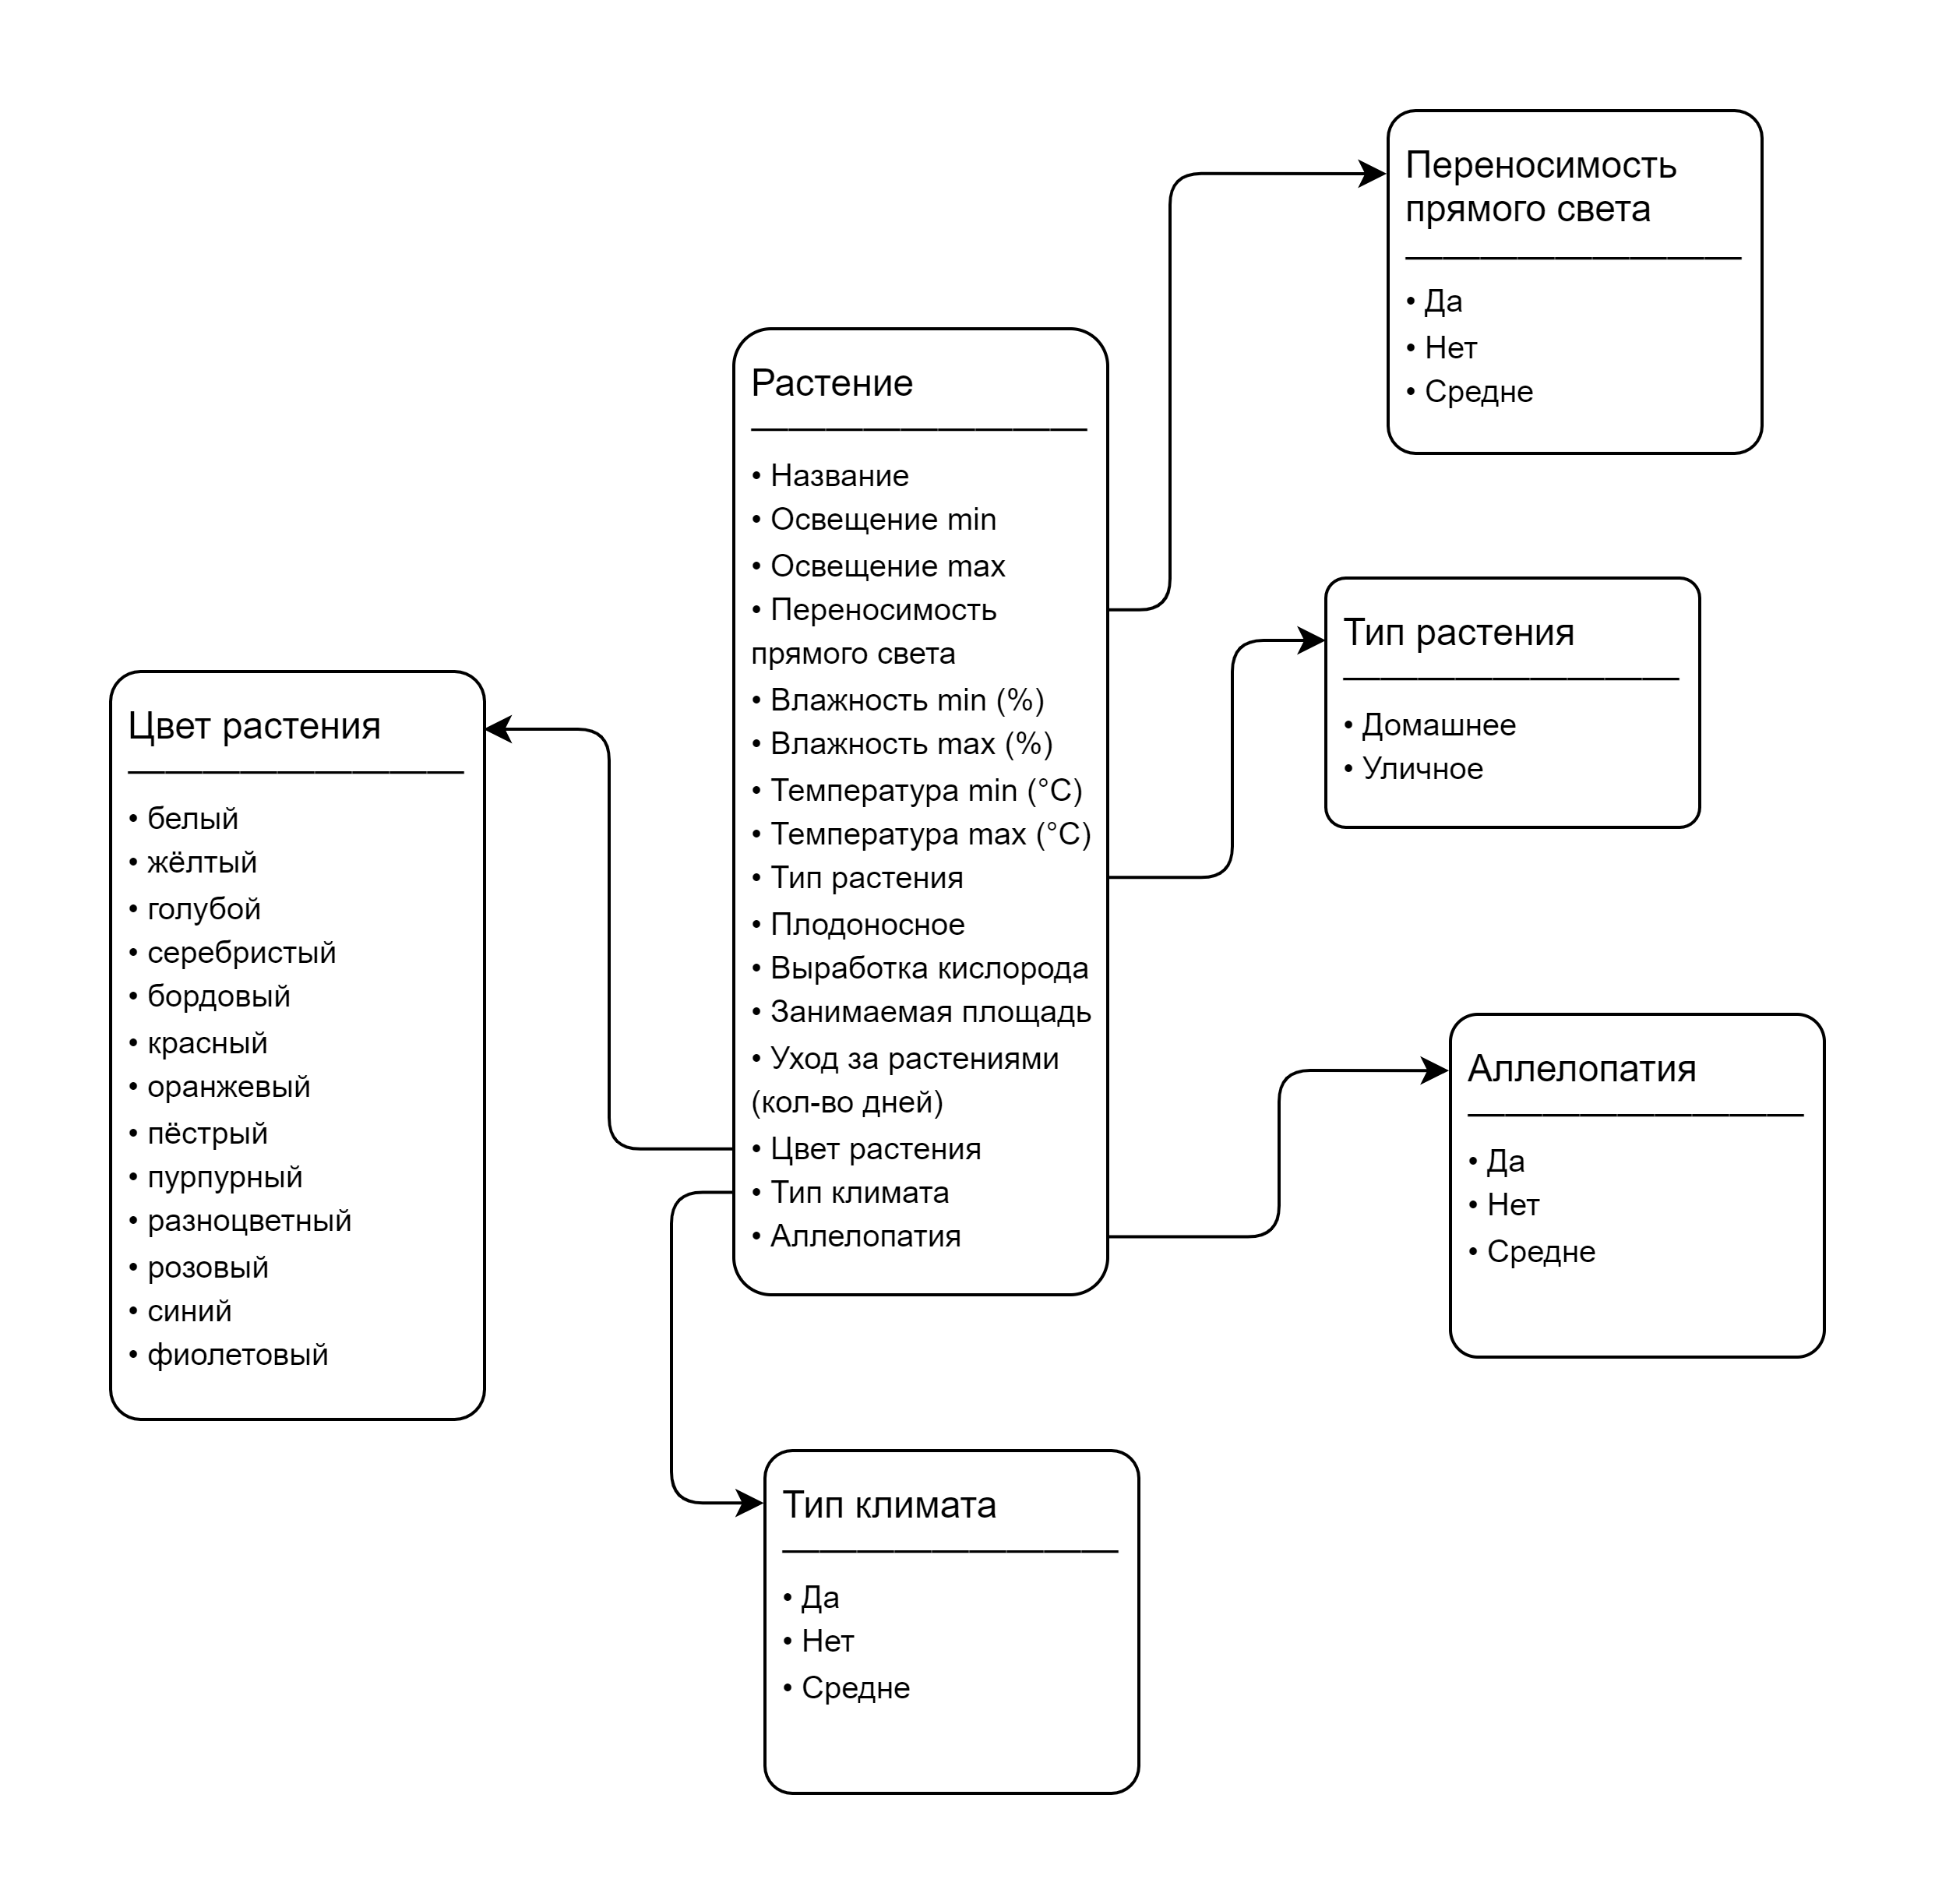 Переносимость
прямого света
• Да
• Нет
• Средне
Растение
• Название
• Освещение min
• Освещение max
• Переносимость
прямого света
• Влажность min (%)
• Влажность max (%)
• Температура min (°C)
• Температура max (°C)
• Тип растения
• Плодоносное
• Выработка кислорода
• Занимаемая площадь
• Уход за растениями
(кол-во дней)
• Цвет растения
• Тип климата
• Аллелопатия
Тип растения
• Домашнее
• Уличное
Цвет растения
• белый
• жёлтый
• голубой
• серебристый
• бордовый
• красный
• оранжевый
• пёстрый
• пурпурный
• разноцветный
• розовый
• синий
• фиолетовый
Аллелопатия
• Да
• Нет
• Средне
Тип климата
• Да
• Нет
• Средне